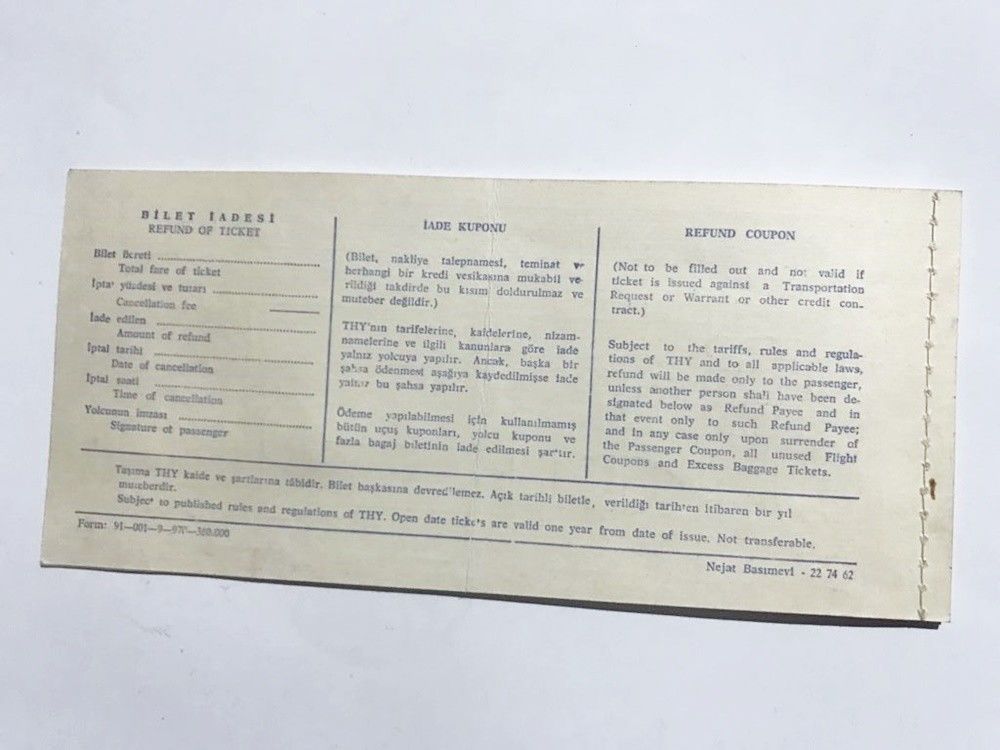 BİLET İADESİ
REFUND OF TICKET
Bilet ücreti
Total fare of ticket
İptal yüzdesi ve tutarı
Cancellation fee
İade edilen
Amount of refund
İptal tarihi
Date of cancellation
İptal saati
Time of cancellation
Yolcunun imzası
Signature of passenger
İADE KUPONU
(Bilet, nakliye talepnamesi, teminat ve
herhangi bir kredi vesikasına mukabil ve-
rildiği takdirde bu kısım doldurulmaz ve
muteber değildir.)
THY'nın tarifelerine, kaidelerine, nizam-
namelerine ve ilgili kanunlara göre iade
yalnız yolcuya yapılır. Ancak, başka bir
şahsa ödenmesi aşağıya kaydedilmişse iade
yalnız bu şahsa yapılır.
Ödeme yapılabilmesi için kullanılmamış
bütün uçuş kuponları, yolcu kuponu ve
fazla bagaj biletinin iade edilmesi şarttır.
REFUND COUPON
(Not to be filled out and not valid if
ticket is issued against a Transportation
Request or Warrant or other credit con-
tract.)
Subject to the tariffs, rules and regula-
tions of THY and to all applicable laws,
refund will be made only to the passenger,
unless another person shall have been de-
signated below as Refund Payee and in
that event only to such Refund Payee;
and in any case only upon surrender of
the Passenger Coupon, all unused Flight
Coupons and Excess Baggage Tickets.
Taşıma THY kaide ve şartlarına tâbidir. Bilet başkasına devredilemez. Açık tarihli biletle, verildiği tarihten itibaren bir yıl
muteberdir.
Subject to published rules and regulations of THY. Open date tickets are valid one year from date of issue. Not transferable.
Form: 91—001—9—97P—360.000
Nejat Basımevi - 22 74 62